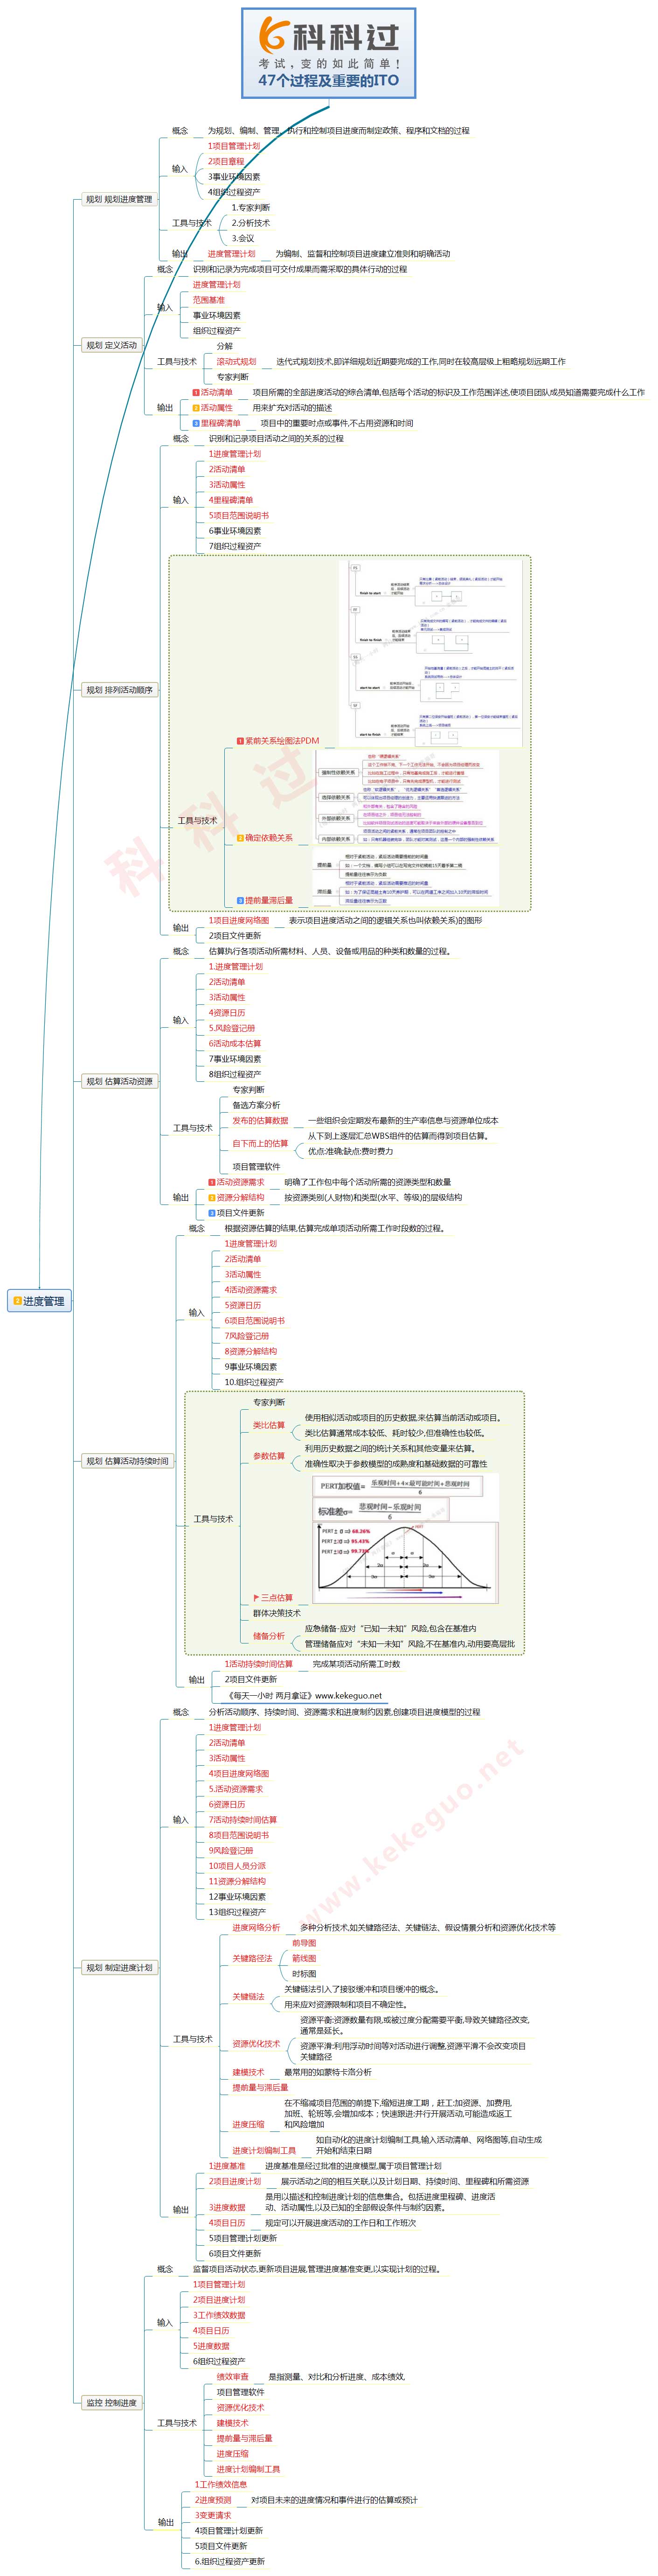 科科过
考试,变的如此简单!
47个过程及重要的ITO
进度管理
规划 规划进度管理
概念
为规划、编制、管理、执行和控制项目进度而制定政策、程序和文档的过程
输入
1项目管理计划
2项目章程
3事业环境因素
4组织过程资产
工具与技术
1.专家判断
2.分析技术
3.会议
输出
进度管理计划
为编制、监督和控制项目进度建立准则和明确活动
规划 定义活动
概念
识别和记录为完成项目可交付成果而需采取的具体行动的过程
输入
进度管理计划
范围基准
事业环境因素
组织过程资产
工具与技术
分解
滚动式规划
迭代式规划技术,即详细规划近期要完成的工作,同时在较高层级上粗略规划远期工作
专家判断
输出
1 活动清单
项目所需的全部进度活动的综合清单,包括每个活动的标识及工作范围详述,使项目团队成员知道需要完成什么工作
2 活动属性
用来扩充对活动的描述
3 里程碑清单
项目中的重要时点或事件,不占用资源和时间
规划 排列活动顺序
概念
识别和记录项目活动之间的关系的过程
输入
1进度管理计划
2活动清单
3活动属性
4里程碑清单
5项目范围说明书
6事业环境因素
7组织过程资产
工具与技术
1 紧前关系绘图法PDM
finish to start
finish to finish
start to start
start to finish
2 确定依赖关系
强制性依赖关系
选择依赖关系
外部依赖关系
内部依赖关系
3 提前量滞后量
提前量
滞后量
输出
1项目进度网络图
表示项目进度活动之间的逻辑关系也叫依赖关系)的图形
2项目文件更新
规划 估算活动资源
概念
估算执行各项活动所需材料、人员、设备或用品的种类和数量的过程。
输入
1.进度管理计划
2活动清单
3活动属性
4资源日历
5.风险登记册
6活动成本估算
7事业环境因素
8组织过程资产
工具与技术
专家判断
备选方案分析
发布的估算数据
一些组织会定期发布最新的生产率信息与资源单位成本
自下而上的估算
从下到上逐层汇总WBS组件的估算而得到项目估算。
优点:准确;缺点:费时费力
项目管理软件
输出
1 活动资源需求
明确了工作包中每个活动所需的资源类型和数量
2 资源分解结构
按资源类别(人财物)和类型(水平、等级)的层级结构
3 项目文件更新
规划 估算活动持续时间
概念
根据资源估算的结果,估算完成单项活动所需工作时段数的过程。
输入
1进度管理计划
2活动清单
3活动属性
4活动资源需求
5资源日历
6项目范围说明书
7风险登记册
8资源分解结构
9事业环境因素
10.组织过程资产
工具与技术
专家判断
类比估算
使用相似活动或项目的历史数据,来估算当前活动或项目。
类比估算通常成本较低、耗时较少,但准确性也较低。
参数估算
利用历史数据之间的统计关系和其他变量来估算。
准确性取决于参数模型的成熟度和基础数据的可靠性
三点估算
PERT加权值= 乐观时间+4×最可能时间+悲观时间
6
标准差σ= 悲观时间−乐观时间
6
PERT±σ=>68.26%
PERT±2σ=>95.43%
PERT±3σ=>99.73%
群体决策技术
储备分析
应急储备-应对“已知一未知”风险,包含在基准内
管理储备应对“未知一未知”风险,不在基准内,动用要高层批
输出
1活动持续时间估算
完成某项活动所需工时数
2项目文件更新
《每天一小时 两月拿证》www.kekeguo.net
规划 制定进度计划
概念
分析活动顺序、持续时间、资源需求和进度制约因素,创建项目进度模型的过程
输入
1进度管理计划
2活动清单
3活动属性
4项目进度网络图
5.活动资源需求
6资源日历
7活动持续时间估算
8项目范围说明书
9风险登记册
10项目人员分派
11资源分解结构
12事业环境因素
13组织过程资产
工具与技术
进度网络分析
多种分析技术,如关键路径法、关键链法、假设情景分析和资源优化技术等
关键路径法
前导图
箭线图
时标图
关键链法
关键链法引入了接驳缓冲和项目缓冲的概念。
用来应对资源限制和项目不确定性。
资源优化技术
资源平衡:资源数量有限,或被过度分配需要平衡,导致关键路径改变,
通常是延长。
资源平滑:利用浮动时间等对活动进行调整,资源平滑不会改变项目
关键路径
建模技术
最常用的如蒙特卡洛分析
提前量与滞后量
进度压缩
在不缩减项目范围的前提下,缩短进度工期，赶工:加资源、加费用,
加班、轮班等,会增加成本；快速跟进:并行开展活动,可能造成返工
和风险增加
进度计划编制工具
如自动化的进度计划编制工具,输入活动清单、网络图等,自动生成
开始和结束日期
输出
1进度基准
进度基准是经过批准的进度模型,属于项目管理计划
2项目进度计划
展示活动之间的相互关联,以及计划日期、持续时间、里程碑和所需资源
3进度数据
是用以描述和控制进度计划的信息集合。包括进度里程碑、进度活
动、活动属性,以及已知的全部假设条件与制约因素。
4项目日历
规定可以开展进度活动的工作日和工作班次
5项目管理计划更新
6项目文件更新
监控 控制进度
概念
监督项目活动状态,更新项目进展,管理进度基准变更,以实现计划的过程。
输入
1项目管理计划
2项目进度计划
3工作绩效数据
4项目日历
5进度数据
6组织过程资产
工具与技术
绩效审查
是指测量、对比和分析进度、成本绩效,
项目管理软件
资源优化技术
建模技术
提前量与滞后量
进度压缩
进度计划编制工具
输出
1工作绩效信息
2进度预测
对项目未来的进度情况和事件进行的估算或预计
3变更请求
4项目管理计划更新
5项目文件更新
6.组织过程资产更新
科科过
www.kekeguo.net